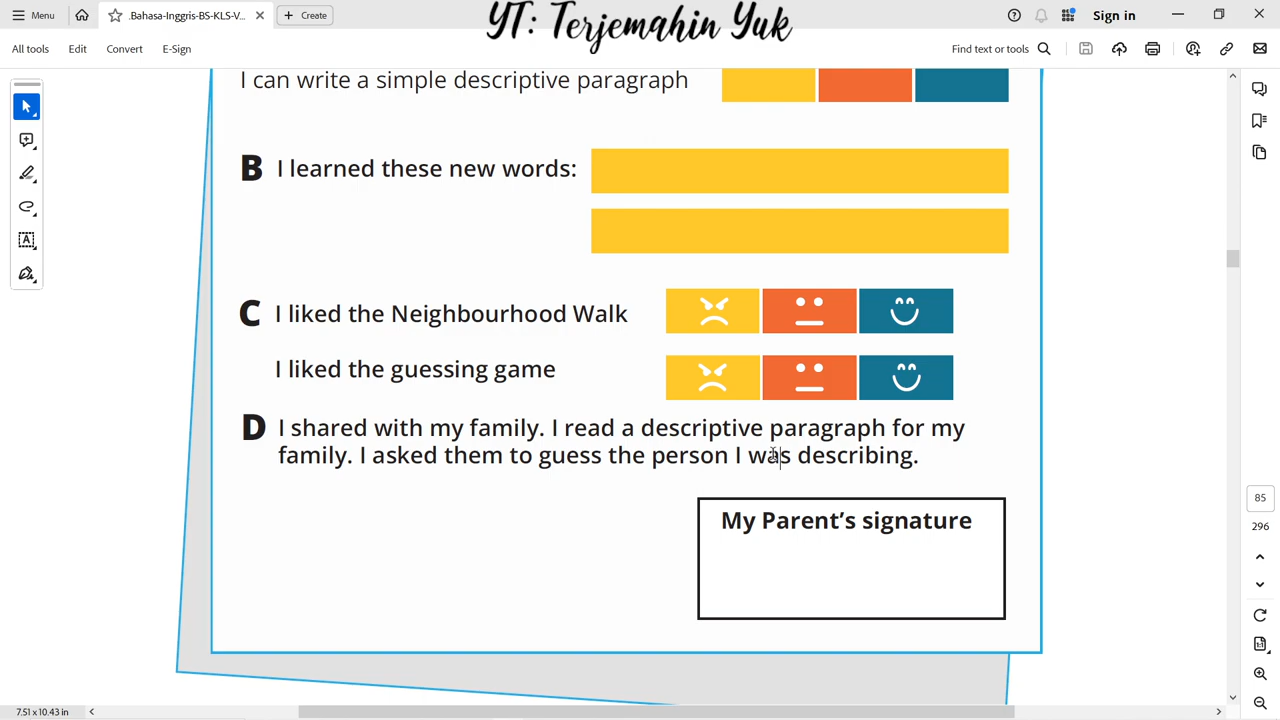 Menu
.Bahasa-Inggris-BS-KLS-V...
Create
YT: Terjemahin Yuk
Sign in
All tools
Edit
Convert
E-Sign
Find text or tools
I can write a simple descriptive paragraph
B I learned these new words:
C I liked the Neighbourhood Walk
I liked the guessing game
D I shared with my family. I read a descriptive paragraph for my
family. I asked them to guess the person I was describing.
My Parent's signature
85
296
7.51 x 10.43 in